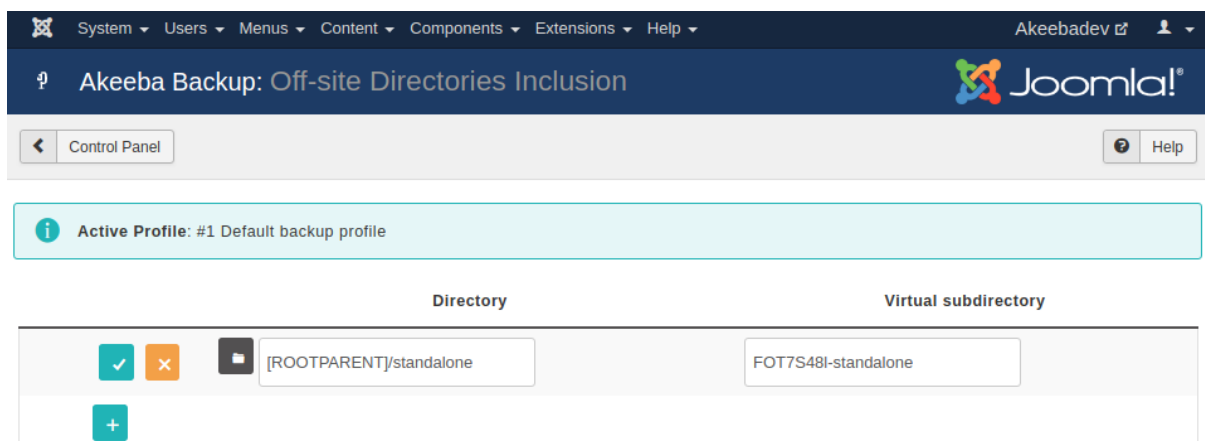 System Users Menus Content Components Extensions Help Akeebadev
Akeeba Backup: Off-site Directories Inclusion Joomla!®
Control Panel Help
Active Profile: #1 Default backup profile
Directory Virtual subdirectory
[ROOTPARENT]/standalone FOT7S48l-standalone